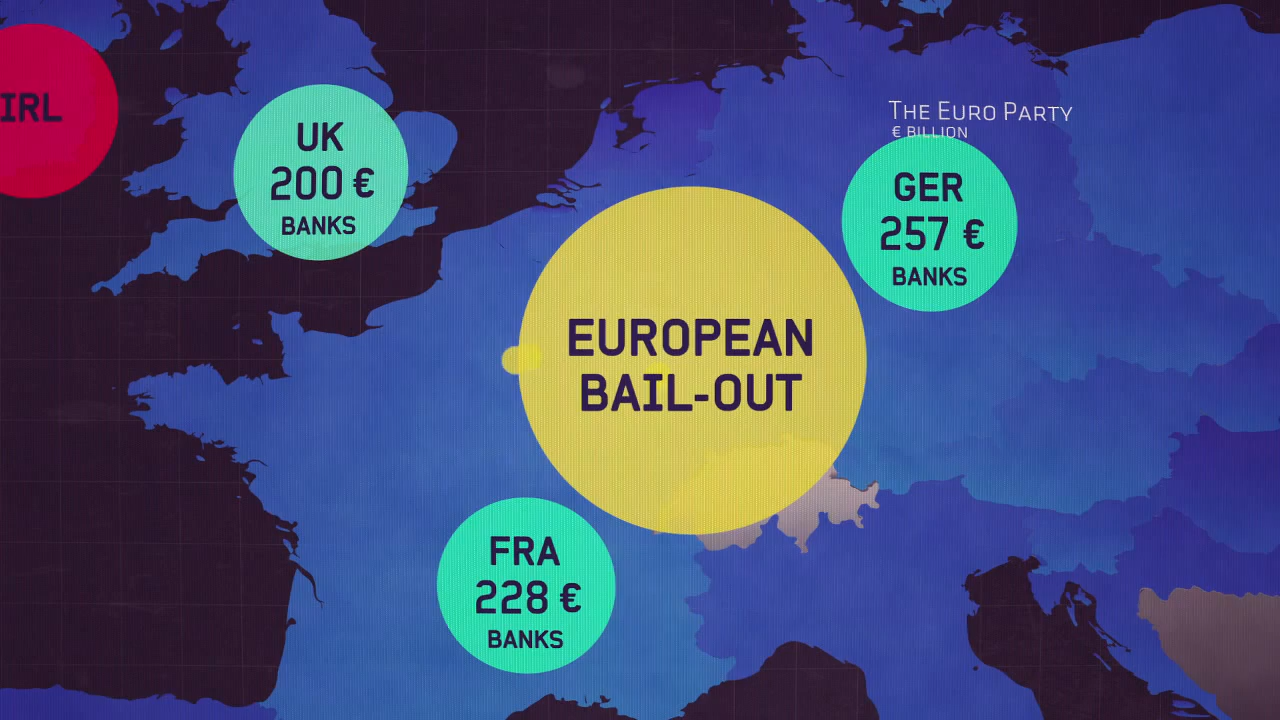 IRL
UK
200 €
BANKS
The Euro Party
€ BILLION
GER
257 €
BANKS
EUROPEAN
BAIL-OUT
FRA
228 €
BANKS